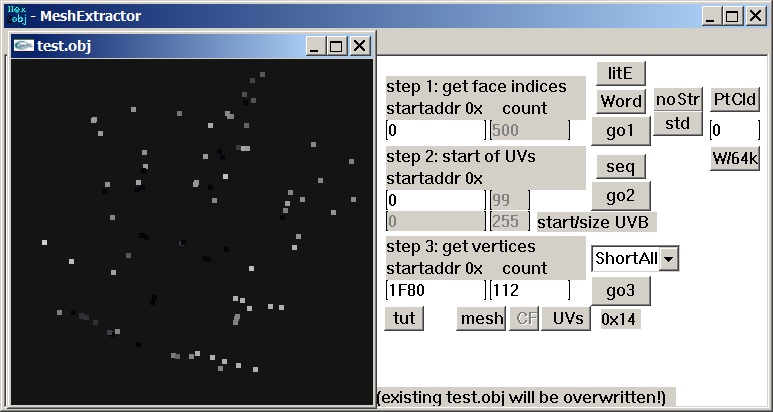 Hex
obj - MeshExtractor
test.obj
litE
step 1: get face indices
startaddr 0x count
Word
noStr
PtCld
0
500
go1
std
0
step 2: start of UVs
startaddr 0x
seq
W/64k
0
99
go2
0
255
start/size UVB
step 3: get vertices
startaddr 0x count
ShortAll
1F80
112
go3
tut
mesh
CF
UVs
0x14
(existing test.obj will be overwritten!)